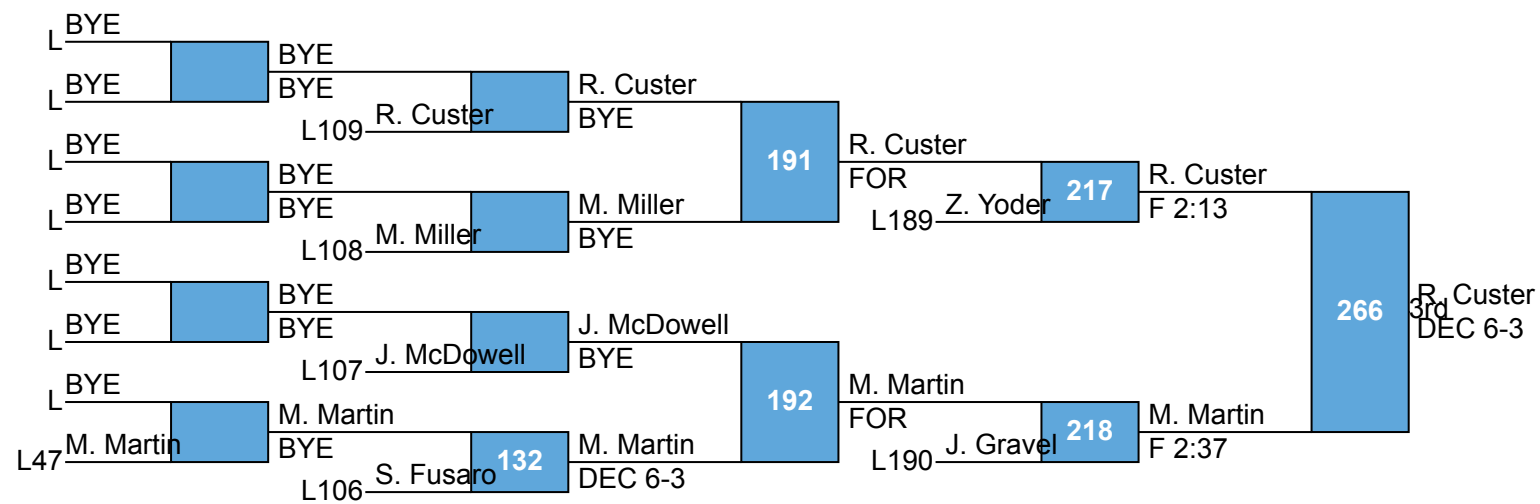 BYE
L
BYE
BYE
BYE
L
R. Custer
R. Custer
BYE
L109
191
BYE
L
R. Custer
FOR
BYE
BYE
BYE
L
M. Miller
M. Miller
BYE
L108
217
Z. Yoder
L189
R. Custer
F 2:13
BYE
L
BYE
BYE
BYE
L
J. McDowell
J. McDowell
BYE
L107
266
3rd
R. Custer
DEC 6-3
192
BYE
L
M. Martin
FOR
M. Martin
BYE
M. Martin
L47
132
S. Fusaro
L106
M. Martin
DEC 6-3
218
J. Gravel
L190
M. Martin
F 2:37